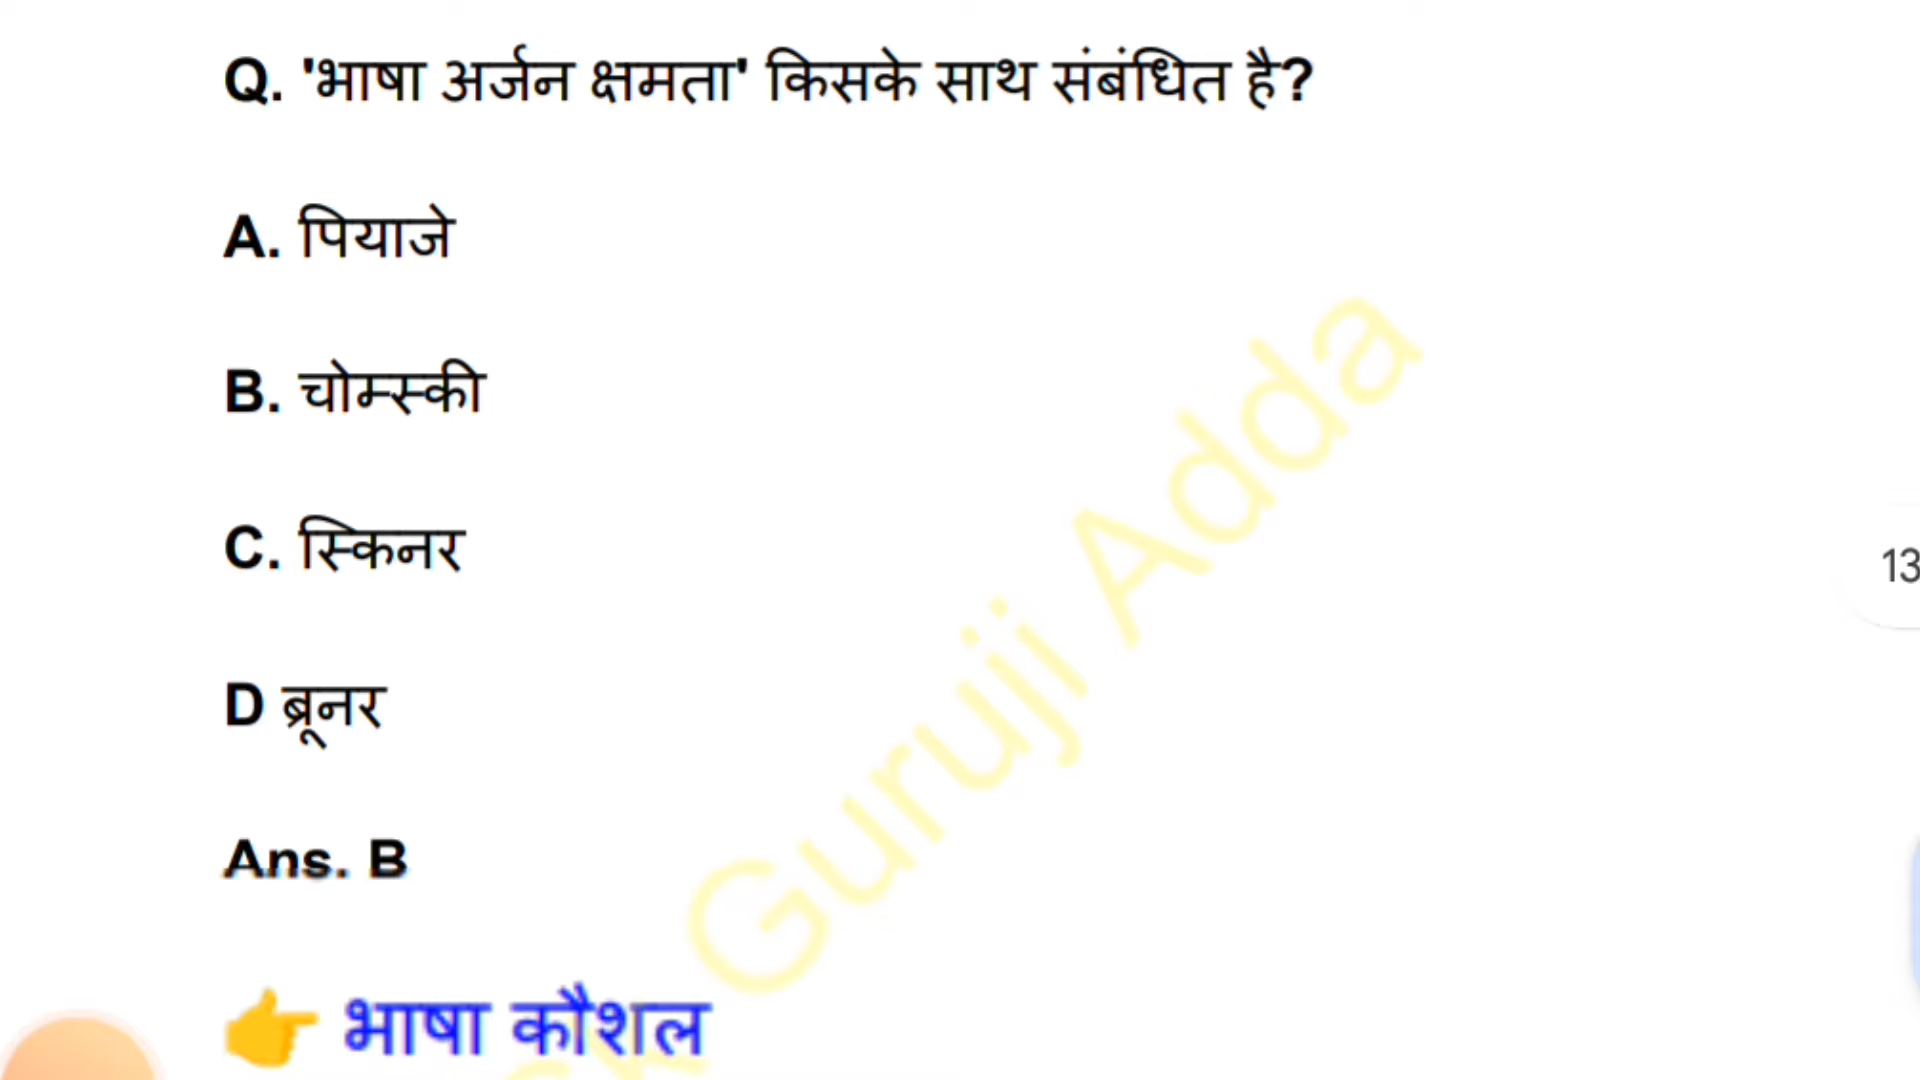 Q. 'भाषा अर्जन क्षमता' किसके साथ संबंधित है?
A. पियाजे
B. चोम्स्की
C. स्किनर
D ब्रूनर
Ans. B
👉 भाषा कौशल
Guruji Adda
13